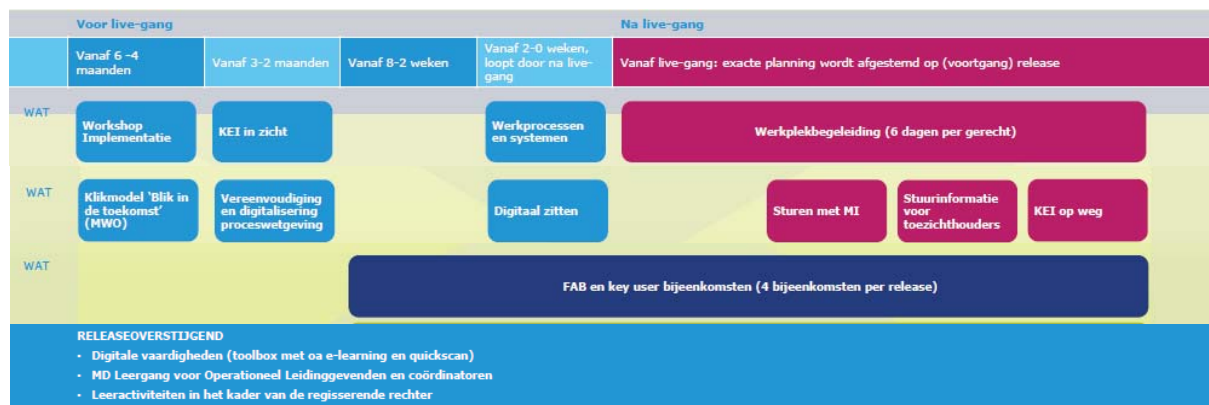 Voor live-gang
Na live-gang
Vanaf 6 -4
maanden
Vanaf 3-2 maanden
Vanaf 8-2 weken
Vanaf 2-0 weken,
loopt door na live-
gang
Vanaf live-gang: exacte planning wordt afgestemd op (voortgang) release
WAT
Workshop
Implementatie
KEI in zicht
Werkprocessen
en systemen
Werkplekbegeleiding (6 dagen per gerecht)
WAT
Klikmodel ‘Blik in
de toekomst’
(MWO)
Vereenvoudiging
en digitalisering
proceswetgeving
Digitaal zitten
Sturen met MI
Stuurinformatie
voor
toezichthouders
KEI op weg
WAT
FAB en key user bijeenkomsten (4 bijeenkomsten per release)
RELEASEOVERSTIJGEND
• Digitale vaardigheden (toolbox met oa e-learning en quickscan)
• MD Leergang voor Operationeel Leidinggevenden en coördinatoren
• Leeractiviteiten in het kader van de regisserende rechter